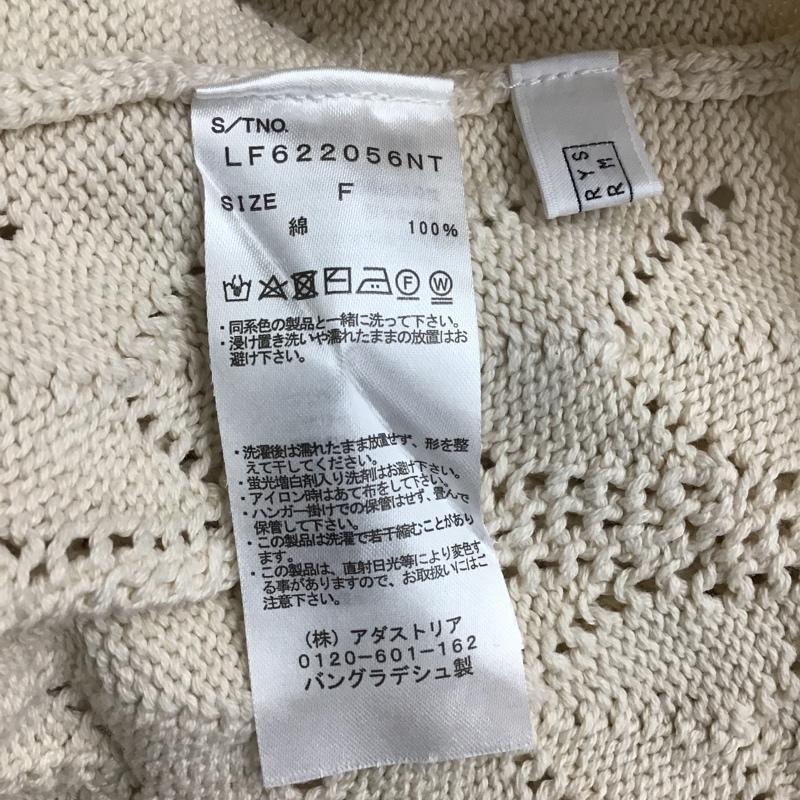 S/TNO.
LF622056NT
SIZE F
綿 100%
F W
・同系色の製品と一緒に洗って下さい。
・浸け置き洗いや濡れたままの放置はお
避け下さい。
・洗濯後は濡れたまま放置せず、形を整
えて干してください。
・蛍光増白剤入り洗剤はお避け下さい。
・アイロン時はあて布をして下さい。
・ハンガー掛けでの保管はせず、畳んで
保管して下さい。
・この製品は洗濯で若干縮むことがあり
ます。
・この製品は、直射日光等により変色す
る事がありますので、お取扱いにはご
注意下さい。
(株)アダストリア
0120-601-162
バングラデシュ製
RYS
RM